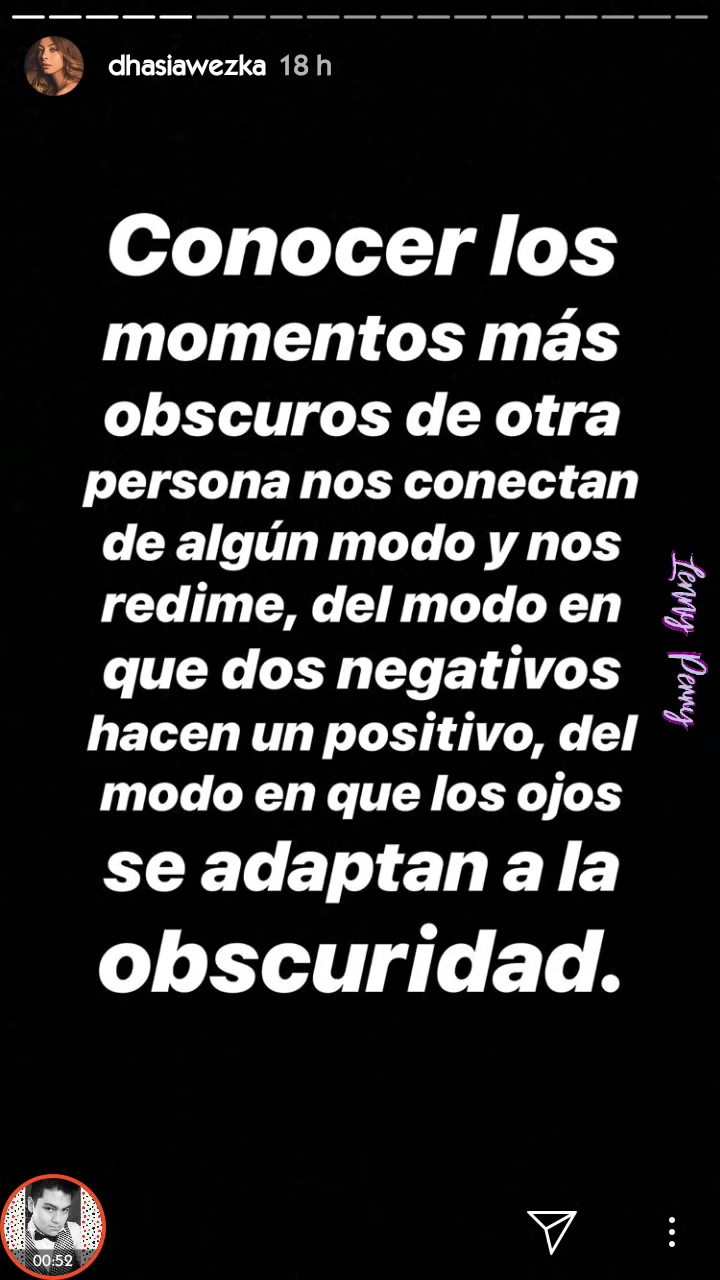 dhasiawezka 18 h
Conocer los
momentos más
obscuros de otra
persona nos conectan
de algún modo y nos
redime, del modo en
que dos negativos
hacen un positivo, del
modo en que los ojos
se adaptan a la
obscuridad.
Lenny Penny
00:52